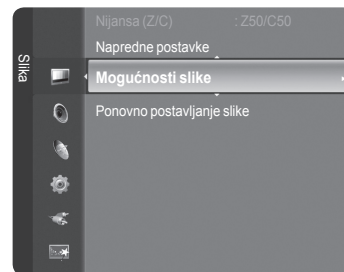 Slika
Nijansa (Z/C) : Z50/C50
Napredne postavke
Mogućnosti slike
Ponovno postavljanje slike